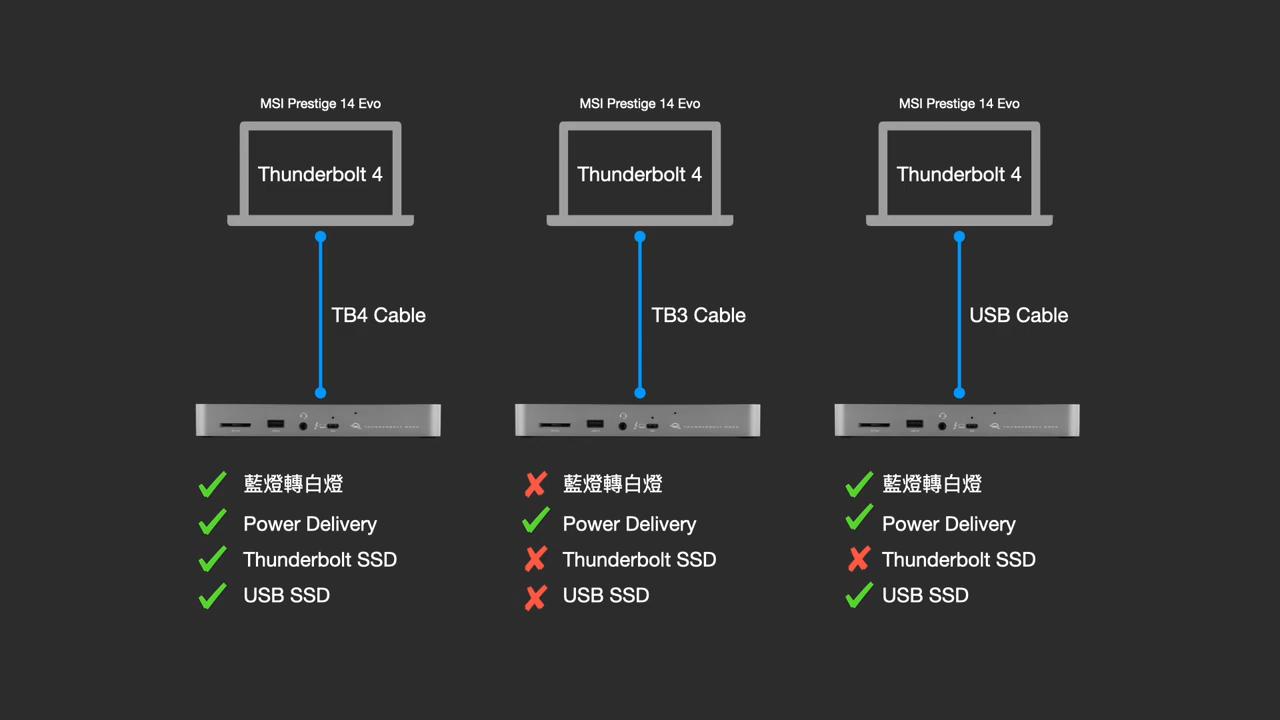 MSI Prestige 14 Evo
Thunderbolt 4
TB4 Cable
藍燈轉白燈
Power Delivery
Thunderbolt SSD
USB SSD
MSI Prestige 14 Evo
Thunderbolt 4
TB3 Cable
藍燈轉白燈
Power Delivery
Thunderbolt SSD
USB SSD
MSI Prestige 14 Evo
Thunderbolt 4
USB Cable
藍燈轉白燈
Power Delivery
Thunderbolt SSD
USB SSD